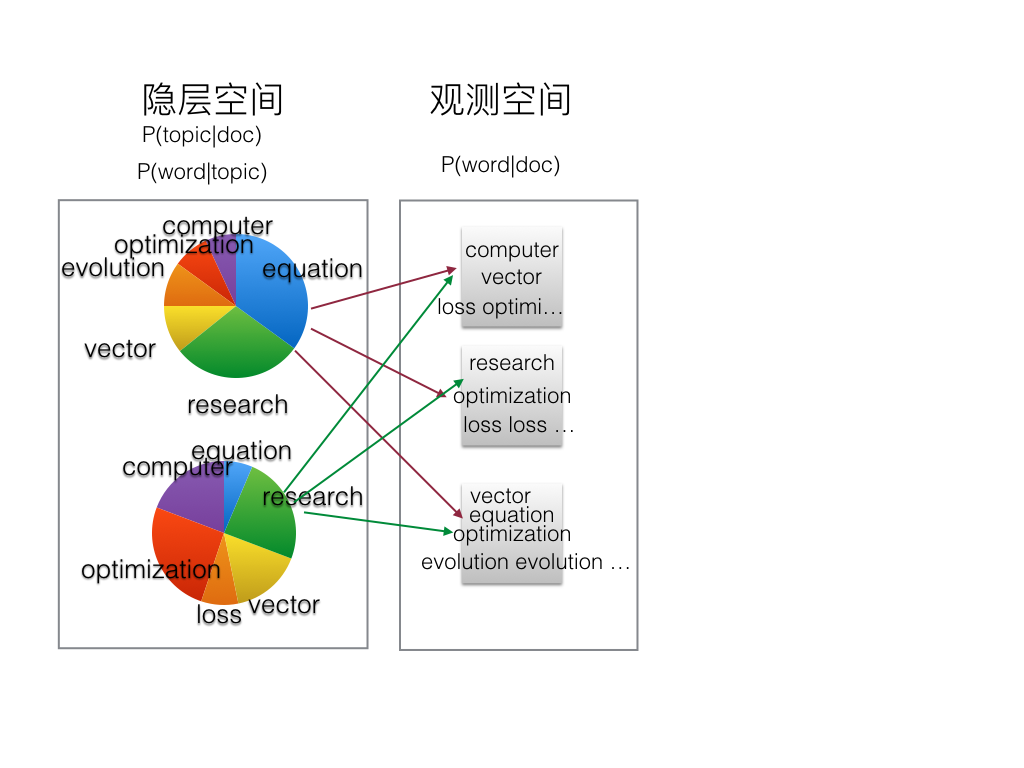 隐层空间
P(topic|doc)
P(word|topic)
观测空间
P(word|doc)
computer
optimization
evolution
equation
vector
research
equation
computer
research
optimization
vector
loss
computer
vector
loss optimi…
research
optimization
loss loss …
vector
equation
optimization
evolution evolution …